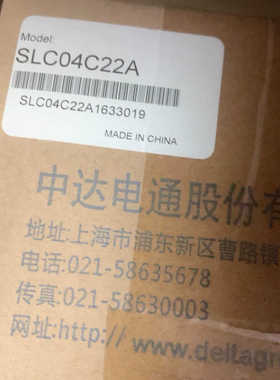 Model:
SLC04C22A
SLC04C22A1633019
MADE IN CHINA
中达电通股份有
地址:上海市浦东新区曹路镇
电话:021-58635678
传真:021-58630003
网址:http://www.deltagr